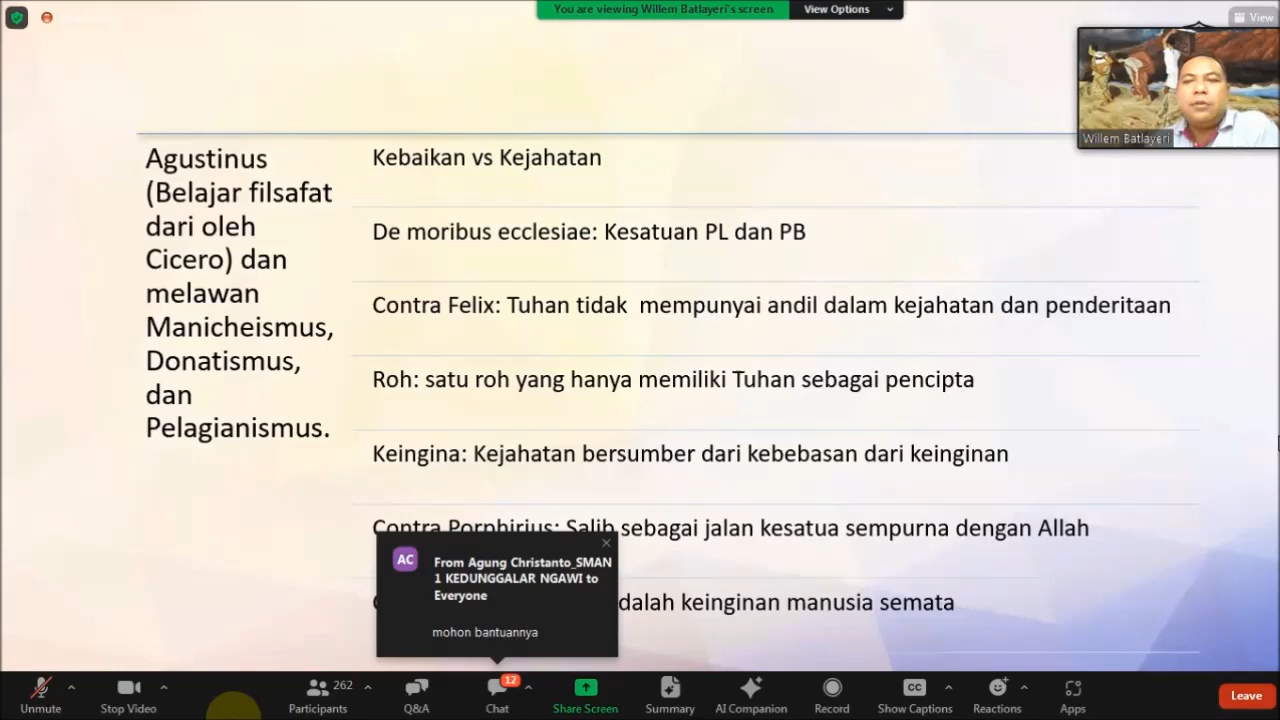 You are viewing Willem Batlayeri's screen
View Options
View
Willem Batlayeri
Agustinus
(Belajar filsafat
dari oleh
Cicero) dan
melawan
Manicheismus,
Donatismus,
dan
Pelagianismus.
Kebaikan vs Kejahatan
De moribus ecclesiae: Kesatuan PL dan PB
Contra Felix: Tuhan tidak  mempunyai andil dalam kejahatan dan penderitaan
Roh: satu roh yang hanya memiliki Tuhan sebagai pencipta
Keingina: Kejahatan bersumber dari kebebasan dari keinginan
Contra Porphirius: Salib sebagai jalan kesatua sempurna dengan Allah
dalah keinginan manusia semata
AC
From Agung Christanto_SMAN
1 KEDUNGGALAR NGAWI to
Everyone
mohon bantuannya
Unmute
Stop Video
262
Participants
Q&A
12
Chat
Share Screen
Summary
AI Companion
Record
CC
Show Captions
Reactions
Apps
Leave